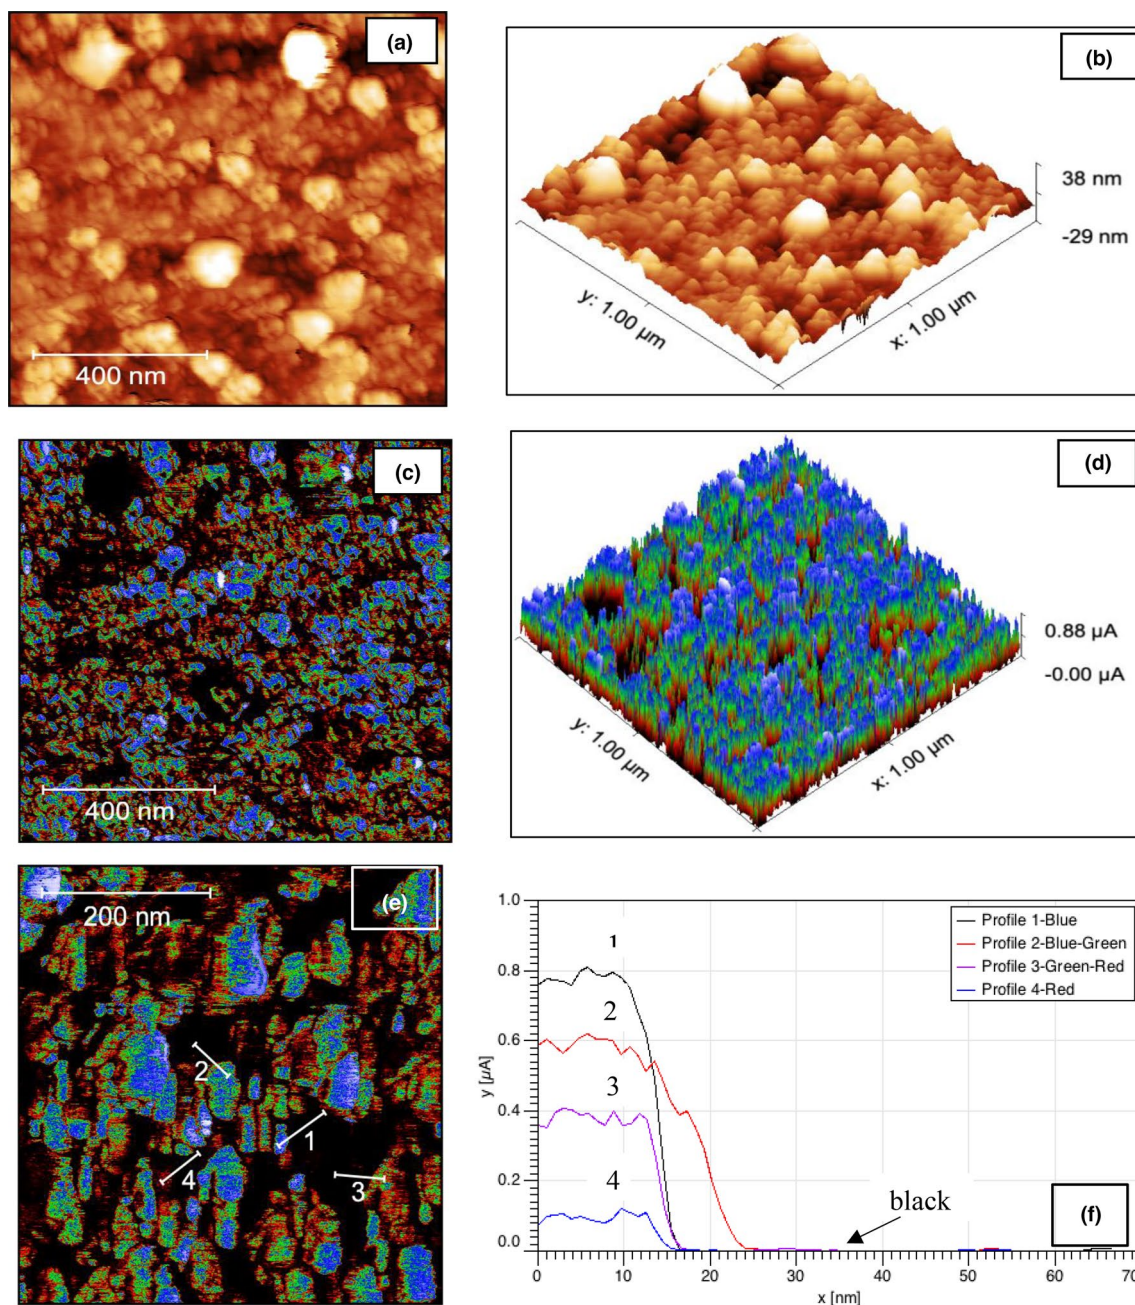 (a)
400 nm
(b)
38 nm
-29 nm
y: 1.00 µm
x: 1.00 µm
(c)
400 nm
(d)
0.88 µA
-0.00 µA
y: 1.00 µm
x: 1.00 µm
(e)
200 nm
2
1
4
3
1.0
0.8
0.6
0.4
0.2
0.0
y [µA]
1
2
3
4
Profile 1-Blue
Profile 2-Blue-Green
Profile 3-Green-Red
Profile 4-Red
black
(f)
0 10 20 30 40 50 60 70
x [nm]